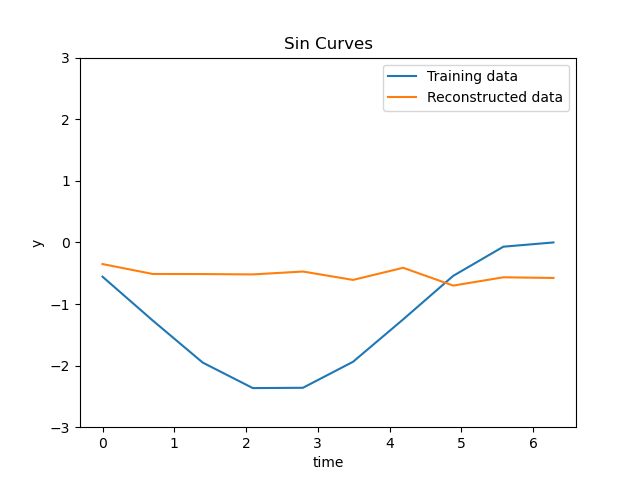 Sin Curves
Training data
Reconstructed data
3
2
1
0
−1
−2
−3
y
0 1 2 3 4 5 6
time